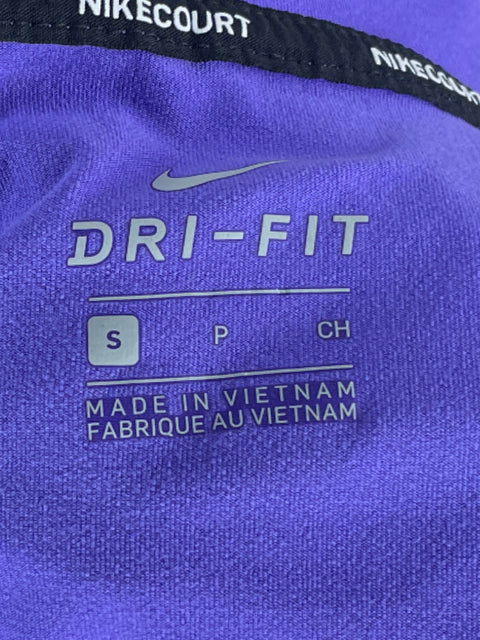 NIKECOURT NIKECOURT
DRI-FIT
S P CH
MADE IN VIETNAM
FABRIQUE AU VIETNAM